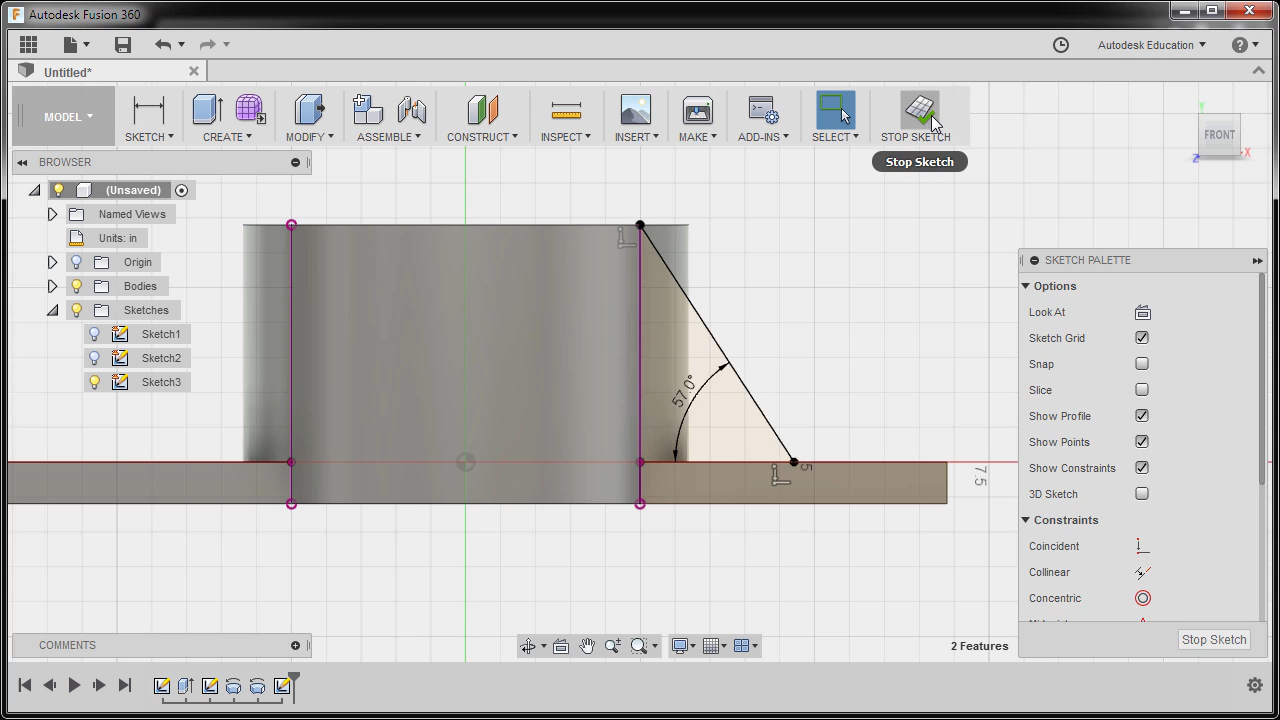 Autodesk Fusion 360
Autodesk Education
Untitled*
MODEL
SKETCH
CREATE
MODIFY
ASSEMBLE
CONSTRUCT
INSPECT
INSERT
MAKE
ADD-INS
SELECT
STOP SKETCH
Stop Sketch
Y
FRONT
X
Z
BROWSER
(Unsaved)
Named Views
Units: in
Origin
Bodies
Sketches
Sketch1
Sketch2
Sketch3
57.0°
5
7.5
SKETCH PALETTE
Options
Look At
Sketch Grid
Snap
Slice
Show Profile
Show Points
Show Constraints
3D Sketch
Constraints
Coincident
Collinear
Concentric
Stop Sketch
COMMENTS
2 Features